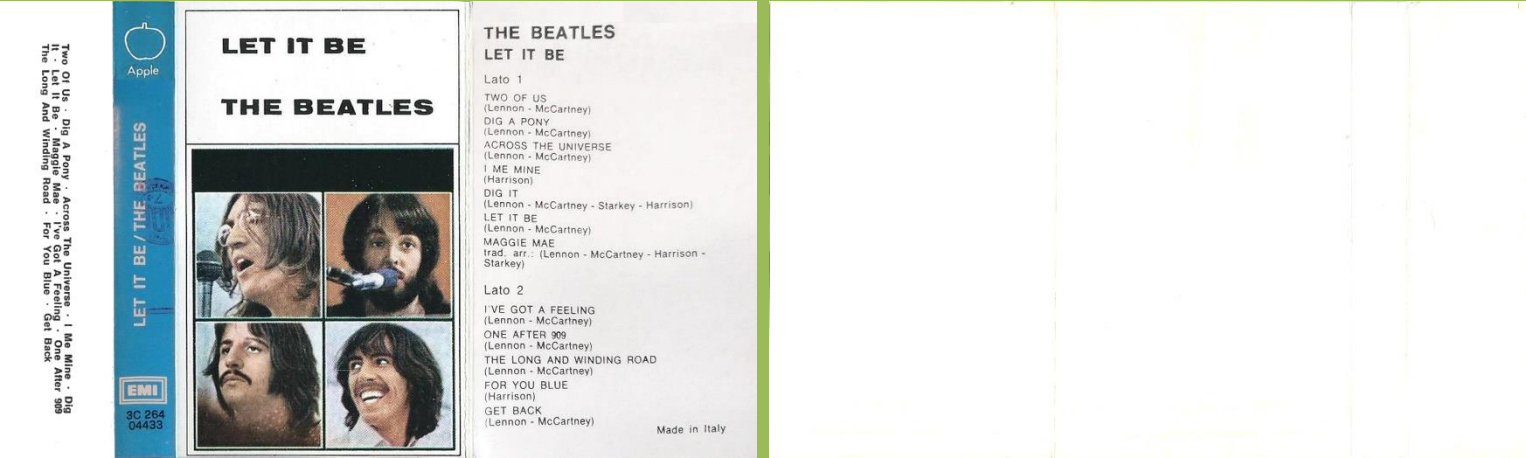 Two Of Us · Dig A Pony · Across The Universe · I Me Mine · Dig
It · Let It Be · Maggie Mae · I've Got A Feeling · One After 909
The Long And Winding Road · For You Blue · Get Back
Apple
LET IT BE / THE BEATLES
EMI
3C 264
04433
LET IT BE
THE BEATLES
THE BEATLES
LET IT BE
Lato 1
TWO OF US
(Lennon - McCartney)
DIG A PONY
(Lennon - McCartney)
ACROSS THE UNIVERSE
(Lennon - McCartney)
I ME MINE
(Harrison)
DIG IT
(Lennon - McCartney - Starkey - Harrison)
LET IT BE
(Lennon - McCartney)
MAGGIE MAE
trad. arr.: (Lennon - McCartney - Harrison -
Starkey)
Lato 2
I'VE GOT A FEELING
(Lennon - McCartney)
ONE AFTER 909
(Lennon - McCartney)
THE LONG AND WINDING ROAD
(Lennon - McCartney)
FOR YOU BLUE
(Harrison)
GET BACK
(Lennon - McCartney)
Made in Italy